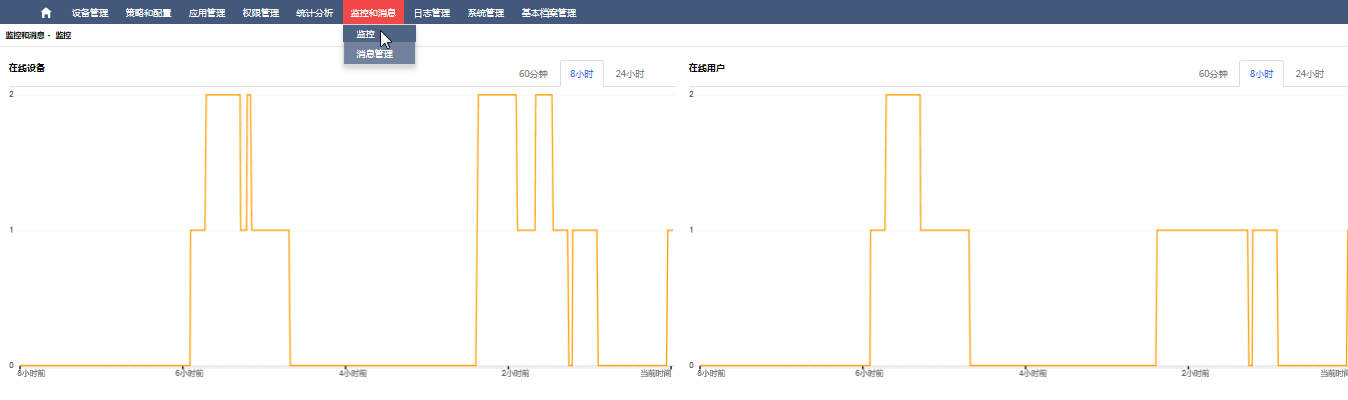 设备管理 策略和配置 应用管理 权限管理 统计分析 监控和消息 日志管理 系统管理 基本档案管理
监控
消息管理
监控和消息 - 监控
在线设备
60分钟 8小时 24小时
2
1
0
8小时前 6小时前 4小时前 2小时前 当前时间
在线用户
60分钟 8小时 24小时
2
1
0
8小时前 6小时前 4小时前 2小时前 当前时间